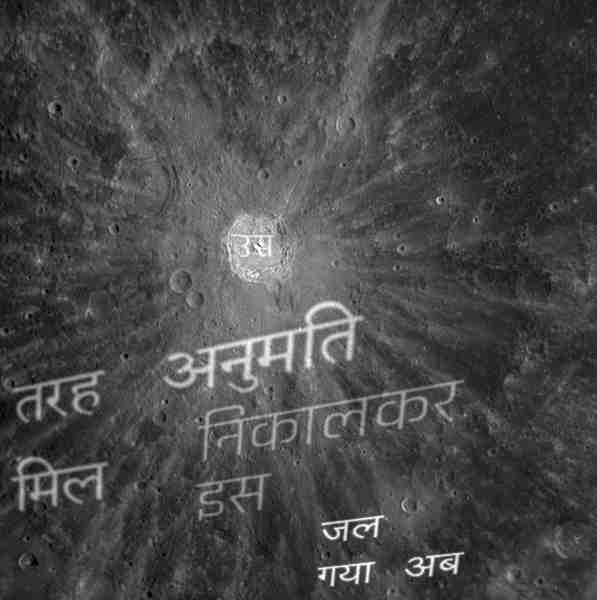 उस
तरह अनुमति
निकालकर
मिल इस
जल
गया अब